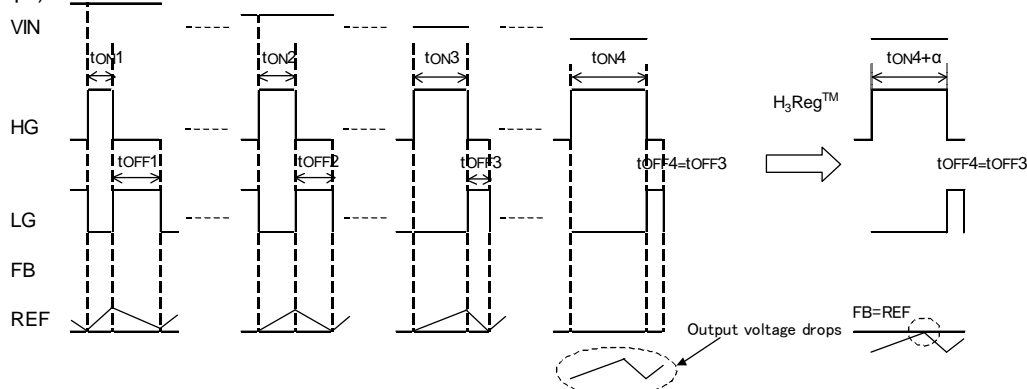 VIN
tON1
tON2
tON3
tON4
tON4+α
HG
H3Reg™
tOFF1
tOFF2
tOFF3
tOFF4=tOFF3
tOFF4=tOFF3
LG
FB
REF
FB=REF
Output voltage drops